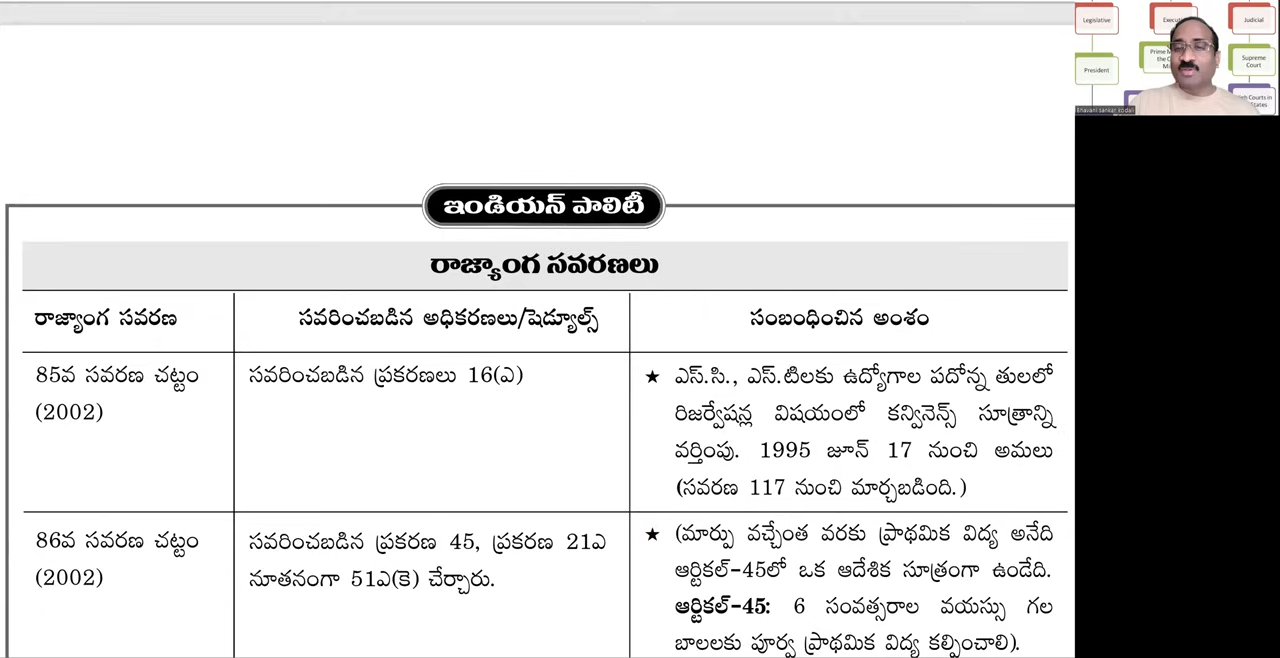 Legislative
Judicial
President
Supreme
Court
ఇండియన్ పాలిటీ
రాజ్యాంగ సవరణలు
రాజ్యాంగ సవరణ
సవరించబడిన అధికరణలు/షెడ్యూల్స్
సంబంధించిన అంశం
85వ సవరణ చట్టం
(2002)
సవరించబడిన ప్రకరణలు 16(ఎ)
★ ఎస్.సి., ఎస్.టిలకు ఉద్యోగాల పదోన్న తులలో
రిజర్వేషన్ల విషయంలో కన్వినెన్స్ సూత్రాన్ని
వర్తింపు. 1995 జూన్ 17 నుంచి అమలు
(సవరణ 117 నుంచి మార్చబడింది.)
86వ సవరణ చట్టం
(2002)
సవరించబడిన ప్రకరణ 45, ప్రకరణ 21ఎ
నూతనంగా 51ఎ(కె) చేర్చారు.
★ (మార్పు వచ్చేంత వరకు ప్రాథమిక విద్య అనేది
ఆర్టికల్-45లో ఒక ఆదేశిక సూత్రంగా ఉండేది.
ఆర్టికల్-45: 6 సంవత్సరాల వయస్సు గల
బాలలకు పూర్వ ప్రాథమిక విద్య కల్పించాలి).